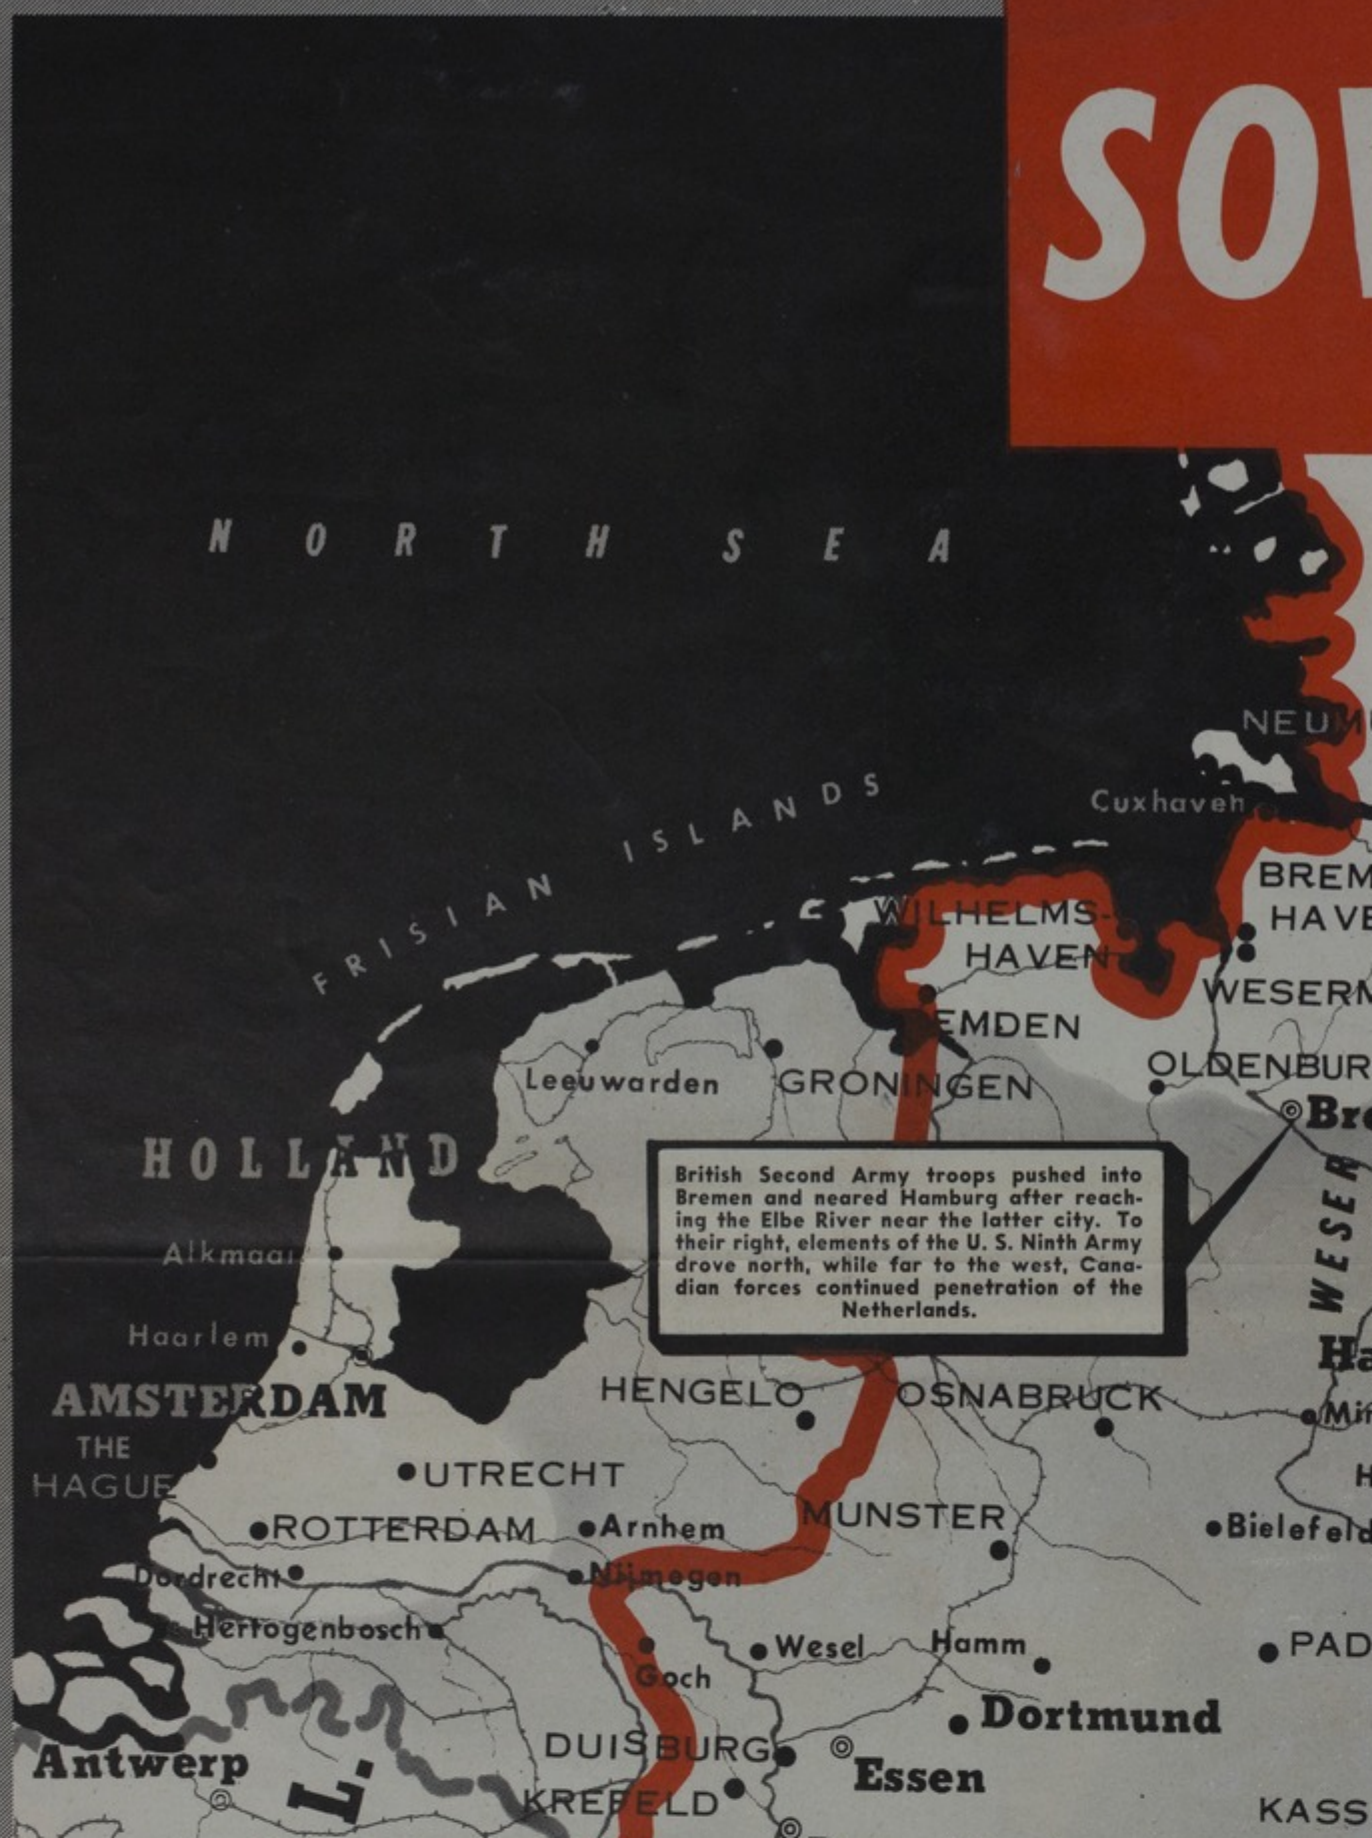 SOV
NORTH SEA
NEUM
Cuxhaven
FRISIAN ISLANDS
BREM
HAVE
WILHELMS-
HAVEN
WESERM
EMDEN
OLDENBUR
Leeuwarden
GRONINGEN
Bre
HOLLAND
British Second Army troops pushed into
Bremen and neared Hamburg after reach-
ing the Elbe River near the latter city. To
their right, elements of the U. S. Ninth Army
drove north, while far to the west, Cana-
dian forces continued penetration of the
Netherlands.
WESER
Alkmaar
Haarlem
Ha
AMSTERDAM
HENGELO
OSNABRUCK
Min
THE
HAGUE
UTRECHT
H
ROTTERDAM
Arnhem
MUNSTER
Bielefeld
Dordrecht
Nijmegen
Hertogenbosch
Wesel
Hamm
PAD
Goch
Dortmund
DUISBURG
Antwerp
L.
Essen
KREFELD
KASS